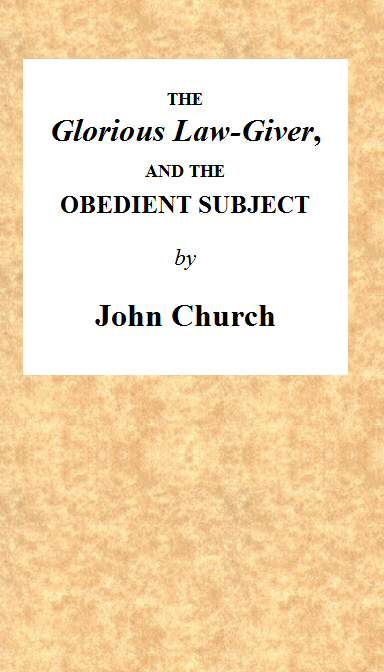 THE
Glorious Law-Giver,
AND THE
OBEDIENT SUBJECT
by
John Church